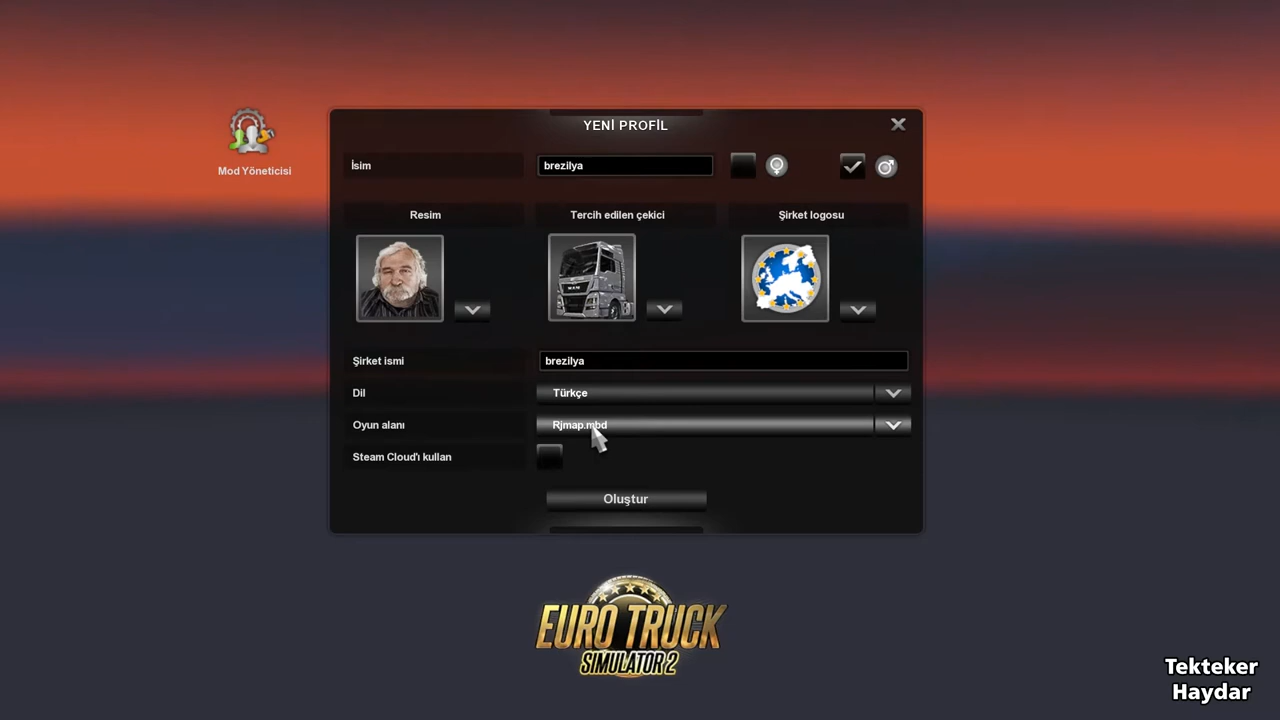 YENİ PROFİL
Mod Yöneticisi
İsim
brezilya
Resim
Tercih edilen çekici
Şirket logosu
Şirket ismi
brezilya
Dil
Türkçe
Oyun alanı
Rjmap.mbd
Steam Cloud'ı kullan
Oluştur
EURO TRUCK
SIMULATOR 2
Tekteker
Haydar